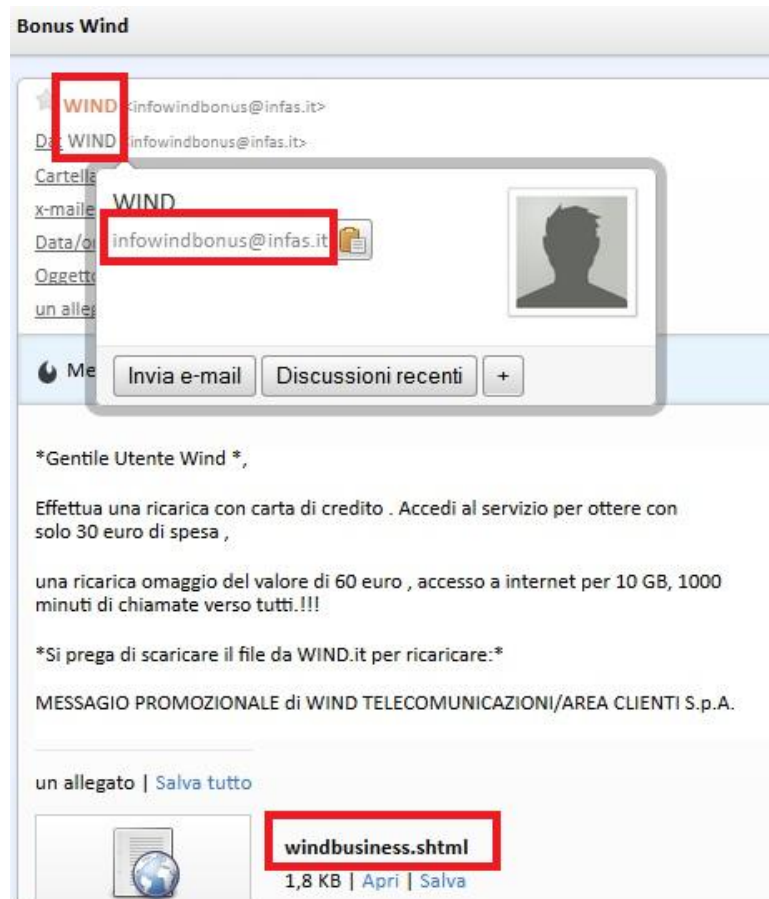 Bonus Wind
WIND <infowindbonus@infas.it>
Da: WIND <infowindbonus@infas.it>
Cartella
WIND
x-maile
infowindbonus@infas.it
Data/o
Oggetto
un alle
Me
Invia e-mail Discussioni recenti +
*Gentile Utente Wind *,
Effettua una ricarica con carta di credito . Accedi al servizio per ottere con
solo 30 euro di spesa ,
una ricarica omaggio del valore di 60 euro , accesso a internet per 10 GB, 1000
minuti di chiamate verso tutti.!!!
*Si prega di scaricare il file da WIND.it per ricaricare:*
MESSAGIO PROMOZIONALE di WIND TELECOMUNICAZIONI/AREA CLIENTI S.p.A.
un allegato | Salva tutto
windbusiness.shtml
1,8 KB | Apri | Salva